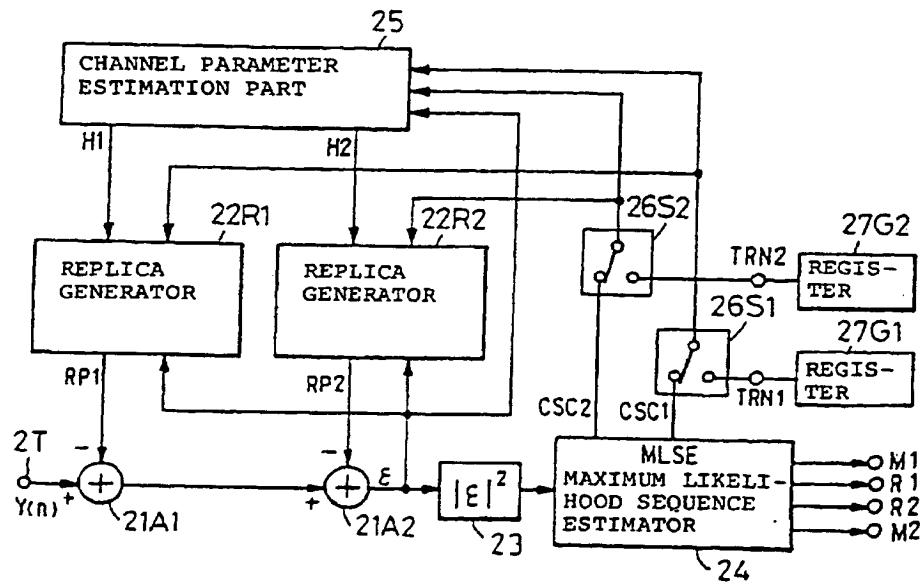 25
CHANNEL PARAMETER
ESTIMATION PART
H1
H2
22R1
22R2
26S2
27G2
REPLICA
GENERATOR
REPLICA
GENERATOR
TRN2
REGIS-
TER
26S1
27G1
REGIS-
TER
TRN1
RP1
RP2
CSC2
CSC1
2T
Y(n)
+
-
+
21A1
-
+
+
21A2
ε
|ε|²
23
MLSE
MAXIMUM LIKELI-
HOOD SEQUENCE
ESTIMATOR
24
M1
R1
R2
M2